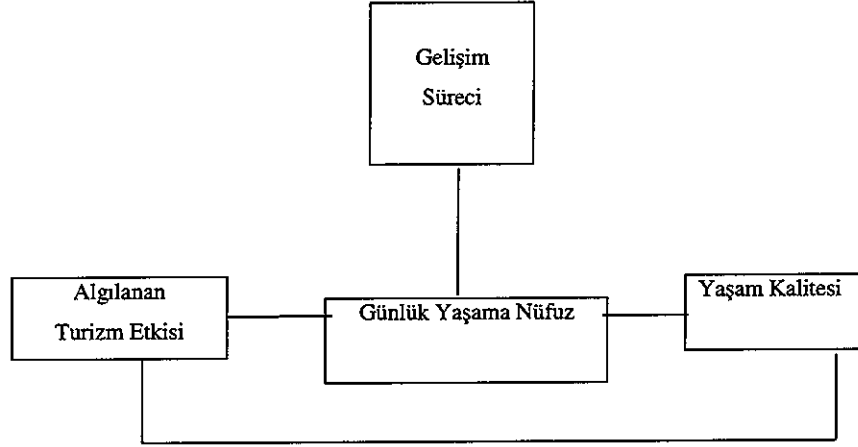 Gelişim
Süreci
Algılanan
Turizm Etkisi
Günlük Yaşama Nüfuz
Yaşam Kalitesi